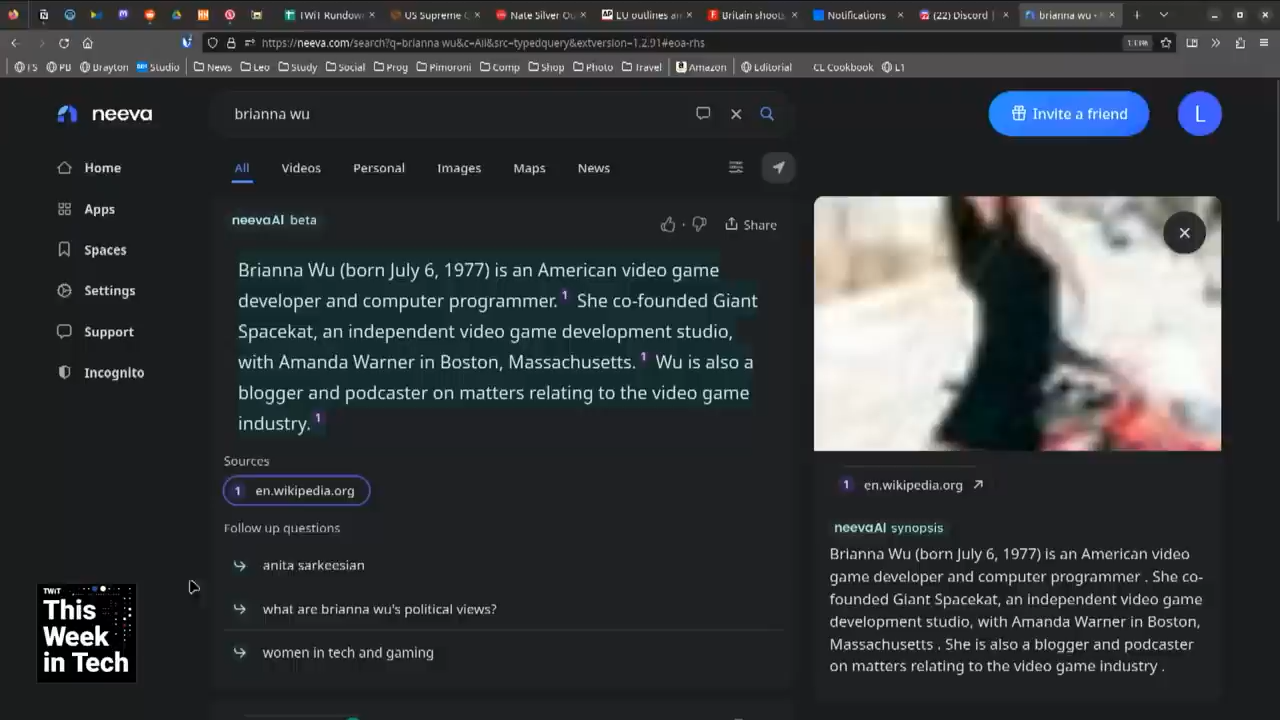 TWiT Rundown
US Supreme C
Nate Silver Ou
AP EU outlines an
Britain shoots
Notifications
(22) Discord |
brianna wu -
https://neeva.com/search?q=brianna wu&c=All&src=typedquery&extversion=1.2.91#eoa-rhs
TS PB Brayton Studio News Leo Study Social Prog Pimoroni Comp Shop Photo Travel Amazon Editorial CL Cookbook L1
neeva
brianna wu
Invite a friend
L
Home
Apps
Spaces
Settings
Support
Incognito
All Videos Personal Images Maps News
neevaAI beta
Share
Brianna Wu (born July 6, 1977) is an American video game
developer and computer programmer. 1 She co-founded Giant
Spacekat, an independent video game development studio,
with Amanda Warner in Boston, Massachusetts. 1 Wu is also a
blogger and podcaster on matters relating to the video game
industry. 1
Sources
1 en.wikipedia.org
Follow up questions
anita sarkeesian
what are brianna wu's political views?
women in tech and gaming
1 en.wikipedia.org
neevaAI synopsis
Brianna Wu (born July 6, 1977) is an American video
game developer and computer programmer . She co-
founded Giant Spacekat, an independent video game
development studio, with Amanda Warner in Boston,
Massachusetts . She is also a blogger and podcaster
on matters relating to the video game industry .
TWiT
This
Week
in Tech